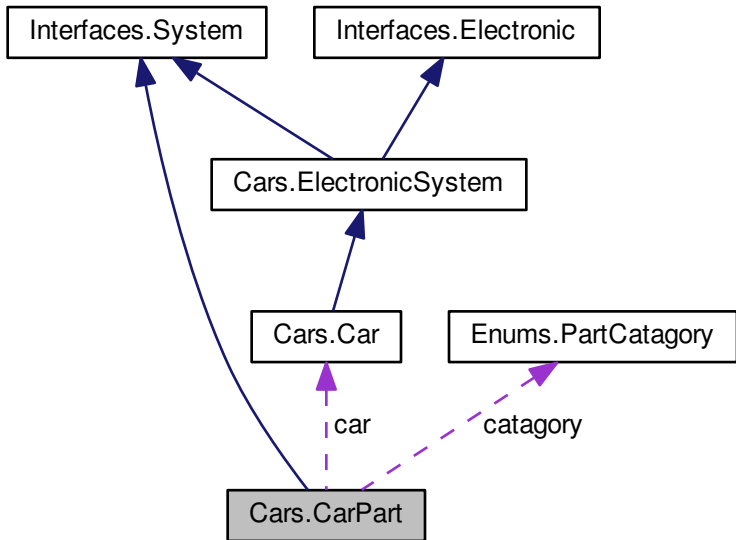 Interfaces.System
Interfaces.Electronic
Cars.ElectronicSystem
Cars.Car
Enums.PartCatagory
car
catagory
Cars.CarPart